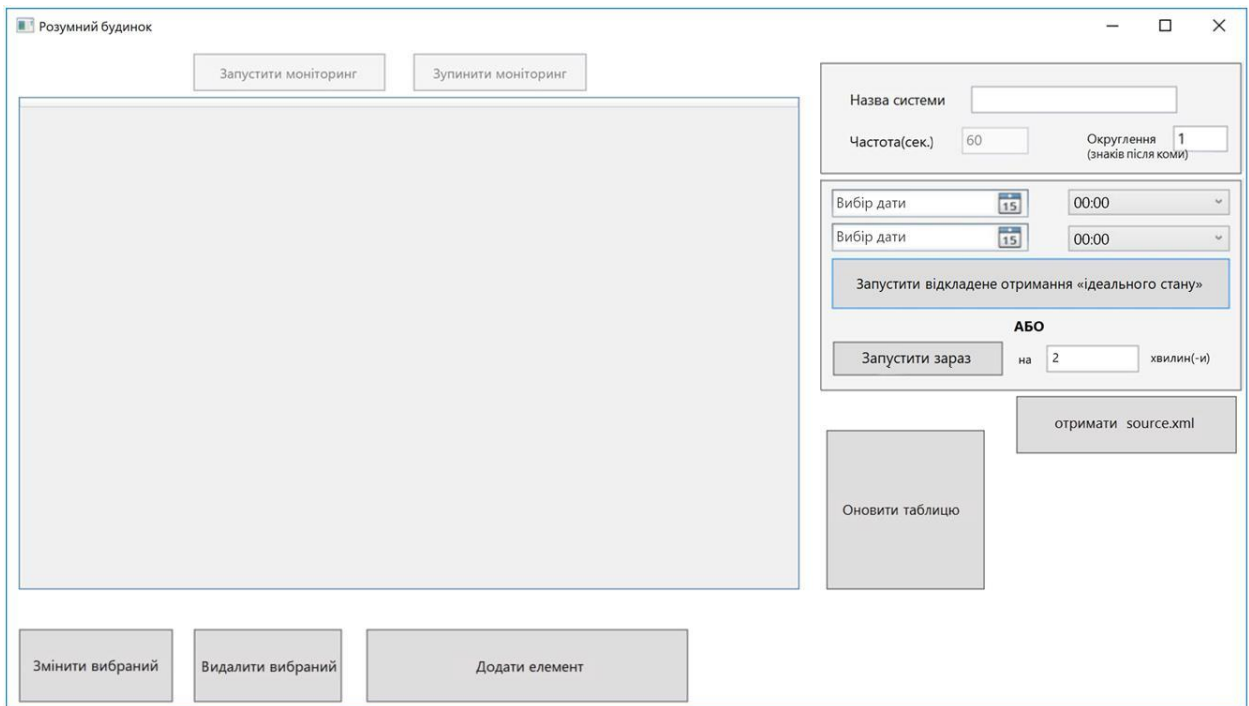 Розумний будинок
Запустити моніторинг
Зупинити моніторинг
Назва системи
Частота(сек.)
60
Округлення
(знаків після коми)
1
Вибір дати
15
00:00
Вибір дати
15
00:00
Запустити відкладене отримання «ідеального стану»
АБО
Запустити зараз
на
2
хвилин(-и)
отримати source.xml
Оновити таблицю
Змінити вибраний
Видалити вибраний
Додати елемент